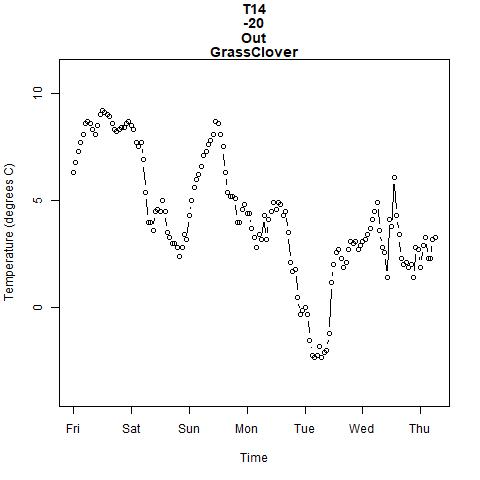 T14
-20
Out
GrassClover
Temperature (degrees C)
10
5
0
Fri Sat Sun Mon Tue Wed Thu
Time